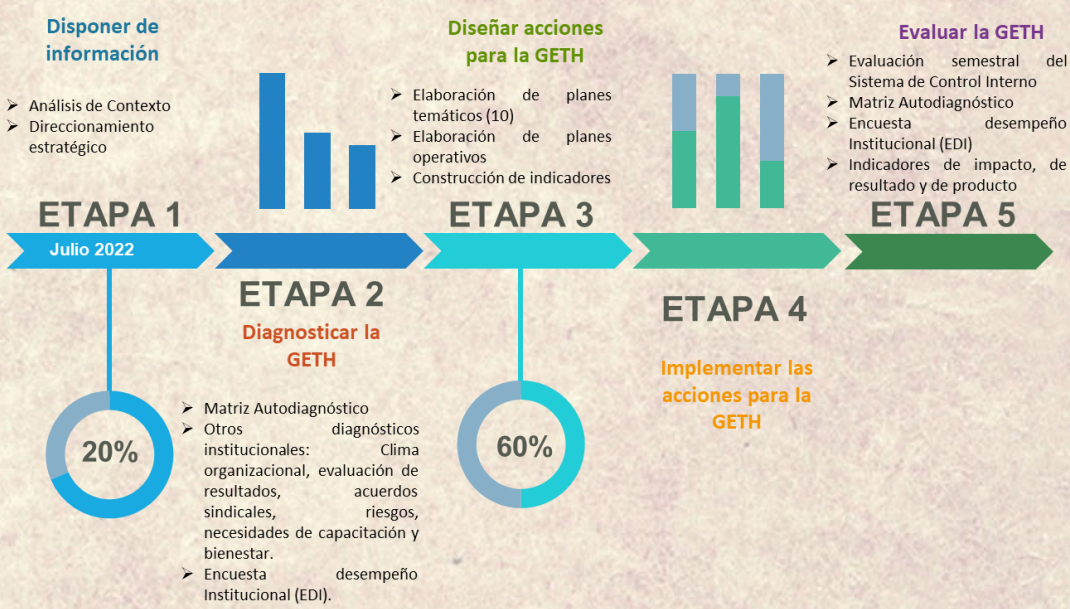 Disponer de
información
➢ Análisis de Contexto
➢ Direccionamiento
estratégico
ETAPA 1
Julio 2022
20%
ETAPA 2
Diagnosticar la
GETH
➢ Matriz Autodiagnóstico
➢ Otros diagnósticos
institucionales: Clima
organizacional, evaluación de
resultados, acuerdos
sindicales, riesgos,
necesidades de capacitación y
bienestar.
➢ Encuesta desempeño
Institucional (EDI).
Diseñar acciones
para la GETH
➢ Elaboración de planes
temáticos (10)
➢ Elaboración de planes
operativos
➢ Construcción de indicadores
ETAPA 3
60%
ETAPA 4
Implementar las
acciones para la
GETH
Evaluar la GETH
➢ Evaluación semestral del
Sistema de Control Interno
➢ Matriz Autodiagnóstico
➢ Encuesta desempeño
Institucional (EDI)
➢ Indicadores de impacto, de
resultado y de producto
ETAPA 5